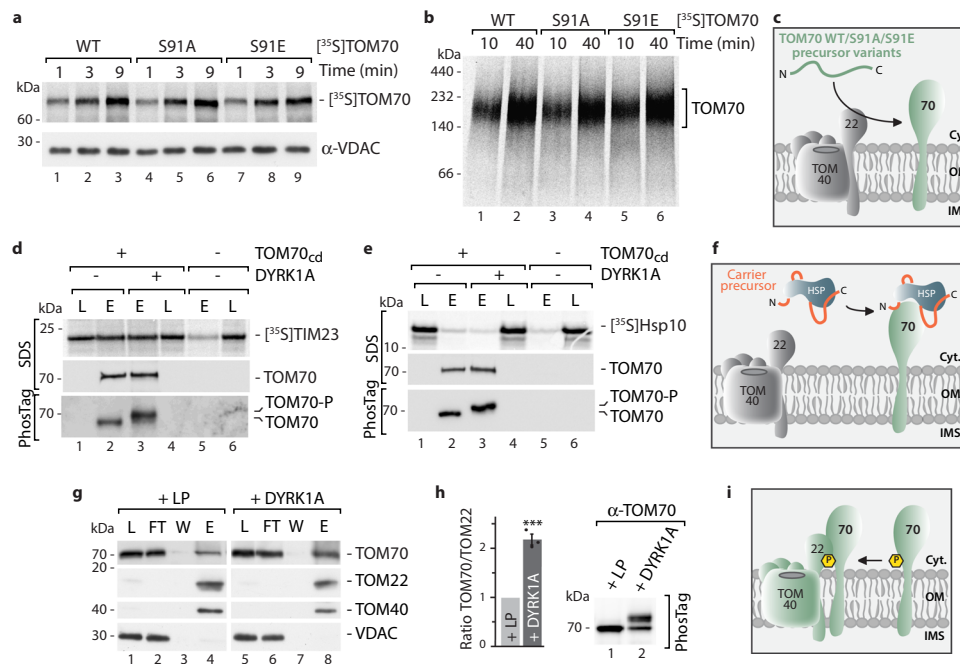 a
WT S91A S91E [³⁵S]TOM70
1 3 9 1 3 9 1 3 9 Time (min)
kDa
60 -
- [³⁵S]TOM70
30 -
α-VDAC
1 2 3 4 5 6 7 8 9
b
WT S91A S91E [³⁵S]TOM70
10 40 10 40 10 40 Time (min)
kDa
440 -
232 -
140 -
66 -
TOM70
1 2 3 4 5 6
c
TOM70 WT/S91A/S91E
precursor variants
N C
70
22
TOM
40
Cy
O
IMS
d
+ - TOM70cd
- + DYRK1A
L E E L E L
kDa
25 -
- [³⁵S]TIM23
SDS
70 -
- TOM70
PhosTag
70 -
TOM70-P
TOM70
1 2 3 4 5 6
e
+ - TOM70cd
- + DYRK1A
L E E L E L
kDa
15 -
- [³⁵S]Hsp10
10 -
SDS
70 -
- TOM70
PhosTag
70 -
TOM70-P
TOM70
1 2 3 4 5 6
f
Carrier
precursor
HSP
N C
HSP
N C
70
22
TOM
40
Cyt.
OM
IMS
g
+ LP + DYRK1A
kDa L FT W E L FT W E
70 -
- TOM70
20 -
- TOM22
40 -
- TOM40
30 -
- VDAC
1 2 3 4 5 6 7 8
h
Ratio TOM70/TOM22
2
1
0
***
+ LP
+ DYRK1A
α-TOM70
+ LP
+ DYRK1A
kDa
70 -
PhosTag
1 2
i
70 70
22
P P
TOM
40
Cyt.
OM
IMS